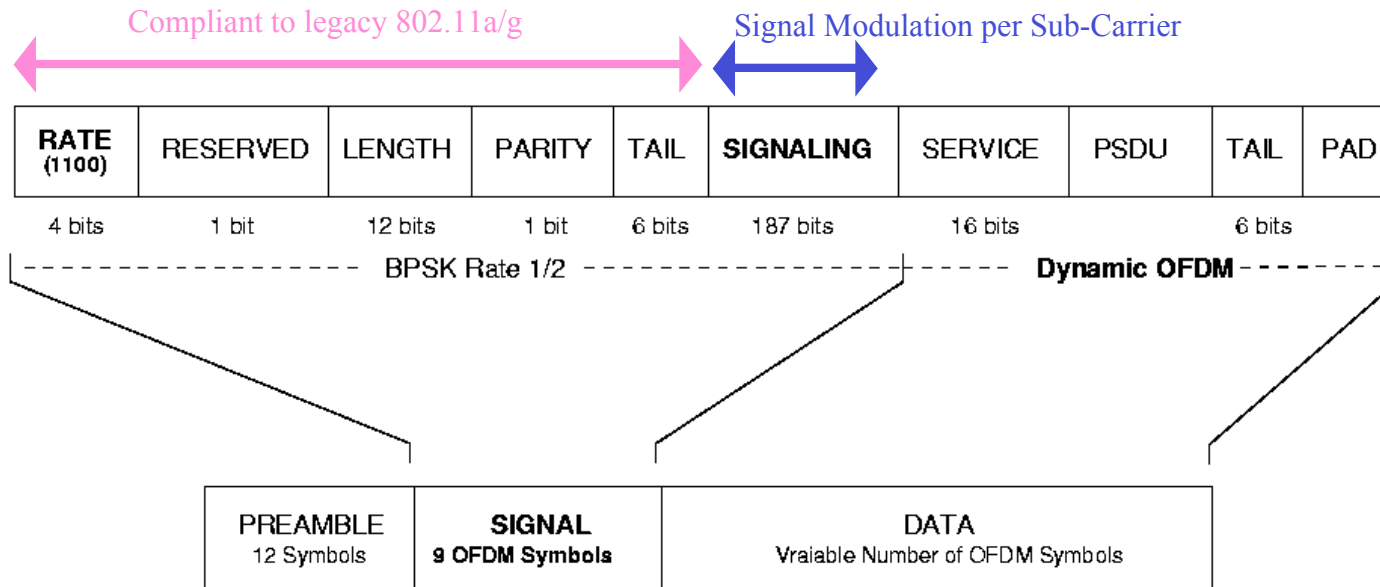 Compliant to legacy 802.11a/g
Signal Modulation per Sub-Carrier
RATE RESERVED LENGTH PARITY TAIL SIGNALING SERVICE PSDU TAIL PAD
(1100)
4 bits 1 bit 12 bits 1 bit 6 bits 187 bits 16 bits 6 bits
BPSK Rate 1/2 Dynamic OFDM
PREAMBLE SIGNAL DATA
12 Symbols 9 OFDM Symbols Vraiable Number of OFDM Symbols